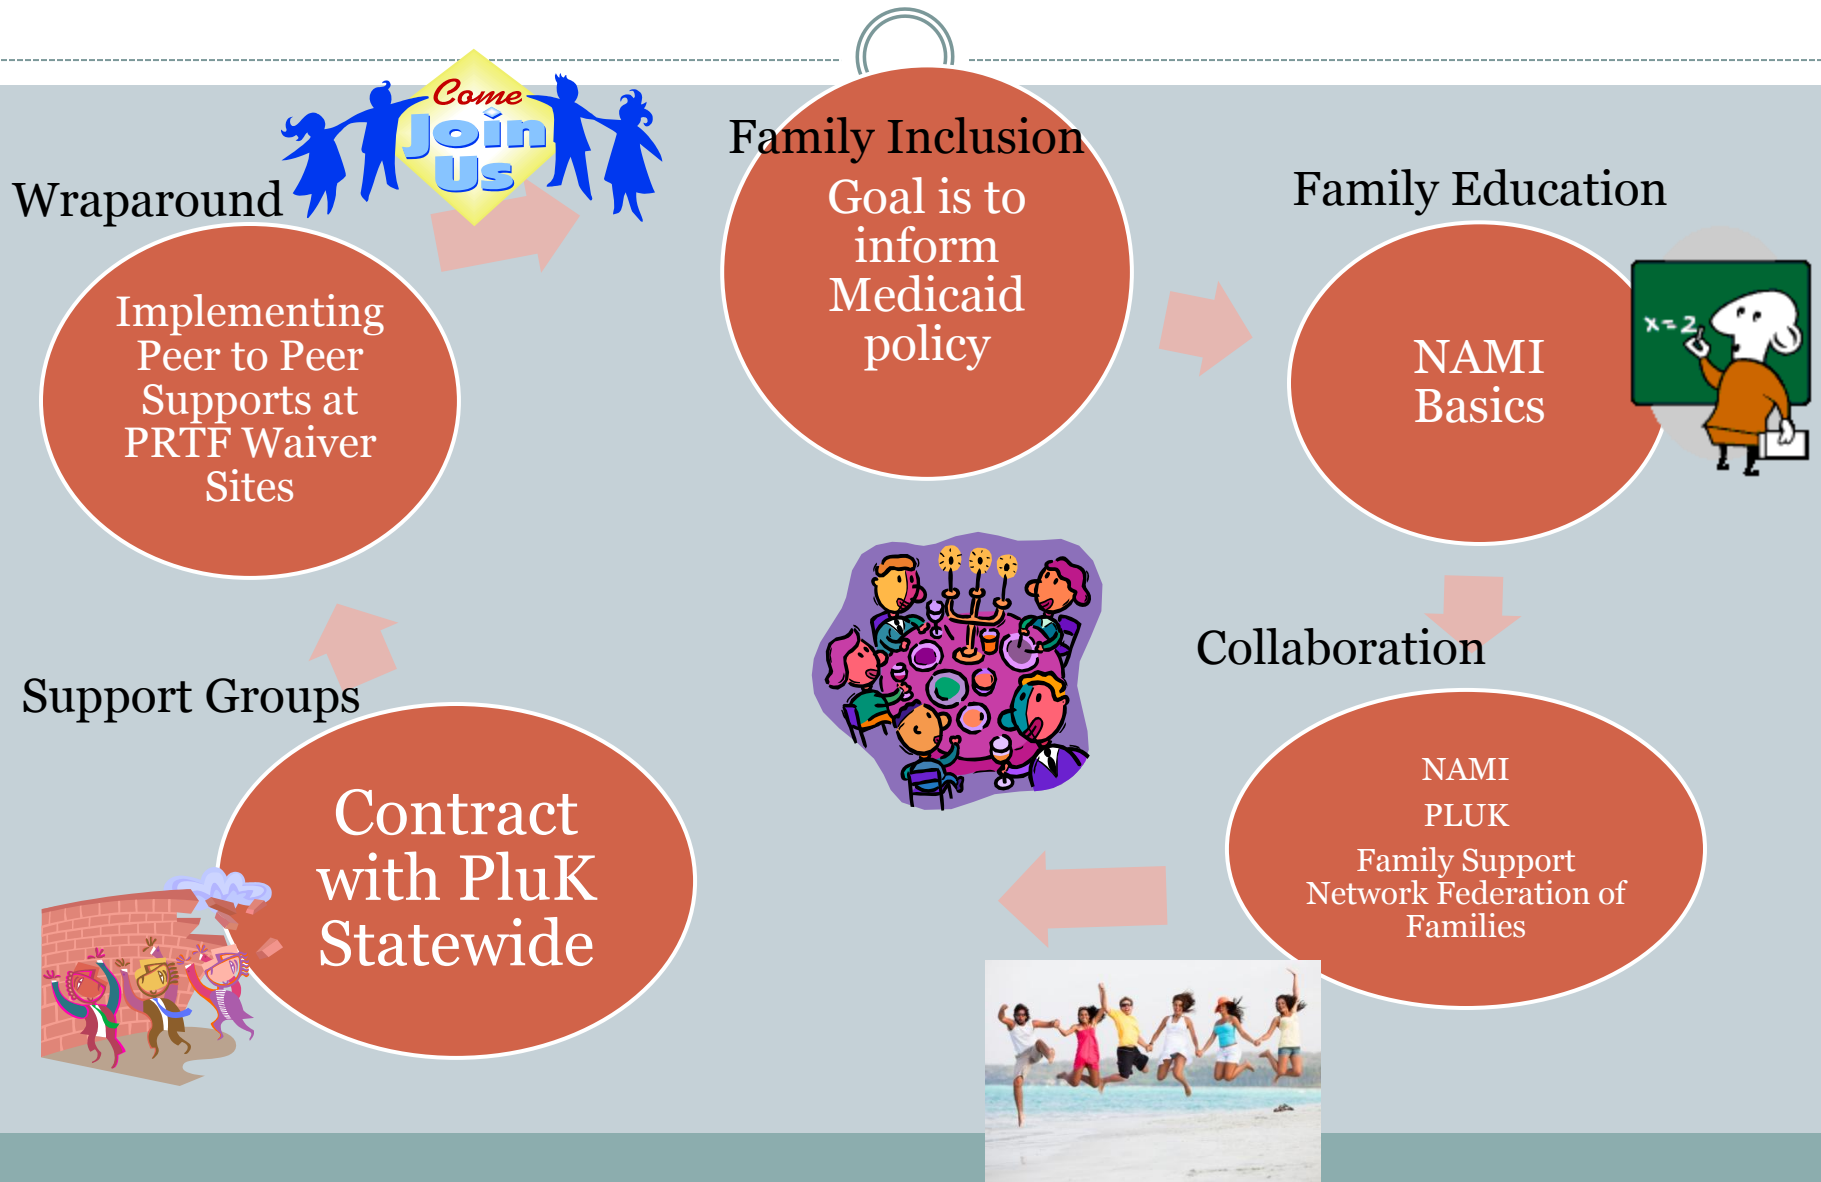 Come
Join
Us
Wraparound
Implementing
Peer to Peer
Supports at
PRTF Waiver
Sites
Family Inclusion
Goal is to
inform
Medicaid
policy
Family Education
NAMI
Basics
x=2
Collaboration
NAMI
PLUK
Family Support
Network Federation of
Families
Support Groups
Contract
with PluK
Statewide